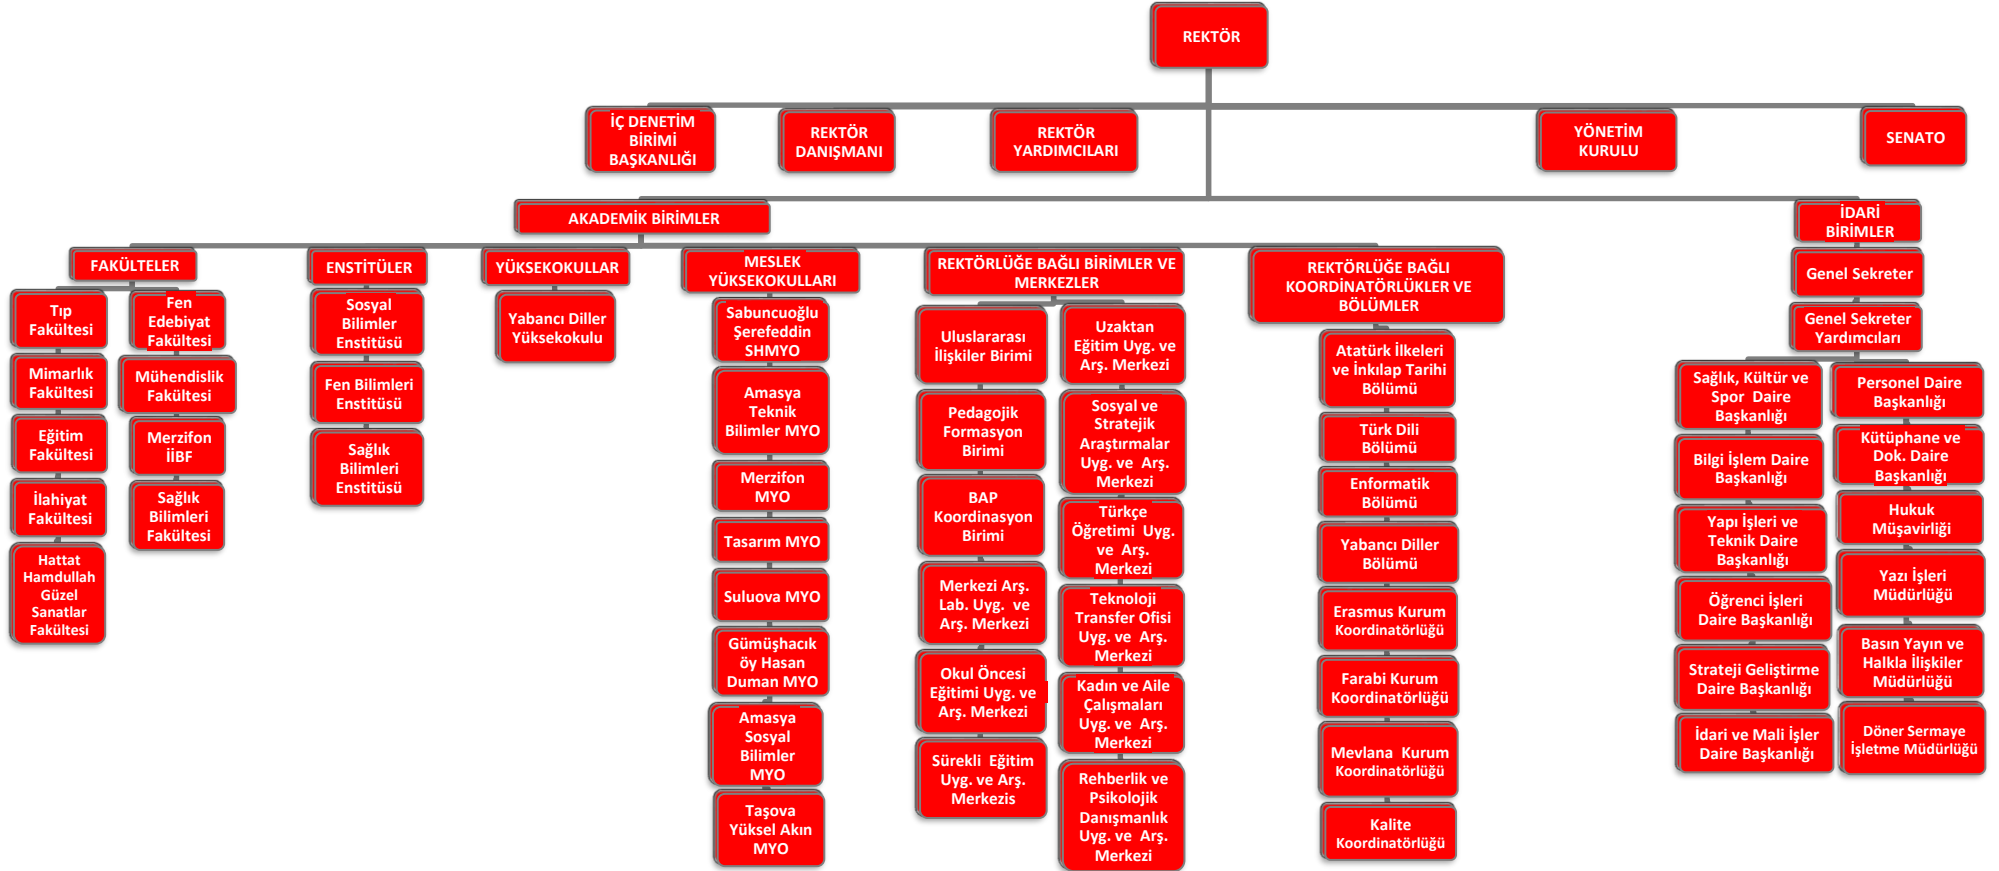 REKTÖR
İÇ DENETİM
BİRİMİ
BAŞKANLIĞI
REKTÖR
DANIŞMANI
REKTÖR
YARDIMCILARI
YÖNETİM
KURULU
SENATO
AKADEMİK BİRİMLER
İDARİ
BİRİMLER
FAKÜLTELER
Tıp
Fakültesi
Mimarlık
Fakültesi
Eğitim
Fakültesi
İlahiyat
Fakültesi
Hattat
Hamdullah
Güzel
Sanatlar
Fakültesi
Fen
Edebiyat
Fakültesi
Mühendislik
Fakültesi
Merzifon
İİBF
Sağlık
Bilimleri
Fakültesi
ENSTİTÜLER
Sosyal
Bilimler
Enstitüsü
Fen Bilimleri
Enstitüsü
Sağlık
Bilimleri
Enstitüsü
YÜKSEKOKULLAR
Yabancı Diller
Yüksekokulu
MESLEK
YÜKSEKOKULLARI
Sabuncuoğlu
Şerefeddin
SHMYO
Amasya
Teknik
Bilimler MYO
Merzifon
MYO
Tasarım MYO
Suluova MYO
Gümüşhacık
öy Hasan
Duman MYO
Amasya
Sosyal
Bilimler
MYO
Taşova
Yüksel Akın
MYO
REKTÖRLÜĞE BAĞLI BİRİMLER VE
MERKEZLER
Uluslararası
İlişkiler Birimi
Pedagojik
Formasyon
Birimi
BAP
Koordinasyon
Birimi
Merkezi Arş.
Lab. Uyg. ve
Arş. Merkezi
Okul Öncesi
Eğitimi Uyg. ve
Arş. Merkezi
Sürekli Eğitim
Uyg. ve Arş.
Merkezis
Uzaktan
Eğitim Uyg. ve
Arş. Merkezi
Sosyal ve
Stratejik
Araştırmalar
Uyg. ve Arş.
Merkezi
Türkçe
Öğretimi Uyg.
ve Arş.
Merkezi
Teknoloji
Transfer Ofisi
Uyg. ve Arş.
Merkezi
Kadın ve Aile
Çalışmaları
Uyg. ve Arş.
Merkezi
Rehberlik ve
Psikolojik
Danışmanlık
Uyg. ve Arş.
Merkezi
REKTÖRLÜĞE BAĞLI
KOORDİNATÖRLÜKLER VE
BÖLÜMLER
Atatürk İlkeleri
ve İnkılap Tarihi
Bölümü
Türk Dili
Bölümü
Enformatik
Bölümü
Yabancı Diller
Bölümü
Erasmus Kurum
Koordinatörlüğü
Farabi Kurum
Koordinatörlüğü
Mevlana Kurum
Koordinatörlüğü
Kalite
Koordinatörlüğü
Genel Sekreter
Genel Sekreter
Yardımcıları
Sağlık, Kültür ve
Spor Daire
Başkanlığı
Bilgi İşlem Daire
Başkanlığı
Yapı İşleri ve
Teknik Daire
Başkanlığı
Öğrenci İşleri
Daire Başkanlığı
Strateji Geliştirme
Daire Başkanlığı
İdari ve Mali İşler
Daire Başkanlığı
Personel Daire
Başkanlığı
Kütüphane ve
Dok. Daire
Başkanlığı
Hukuk
Müşavirliği
Yazı İşleri
Müdürlüğü
Basın Yayın ve
Halkla İlişkiler
Müdürlüğü
Döner Sermaye
İşletme Müdürlüğü